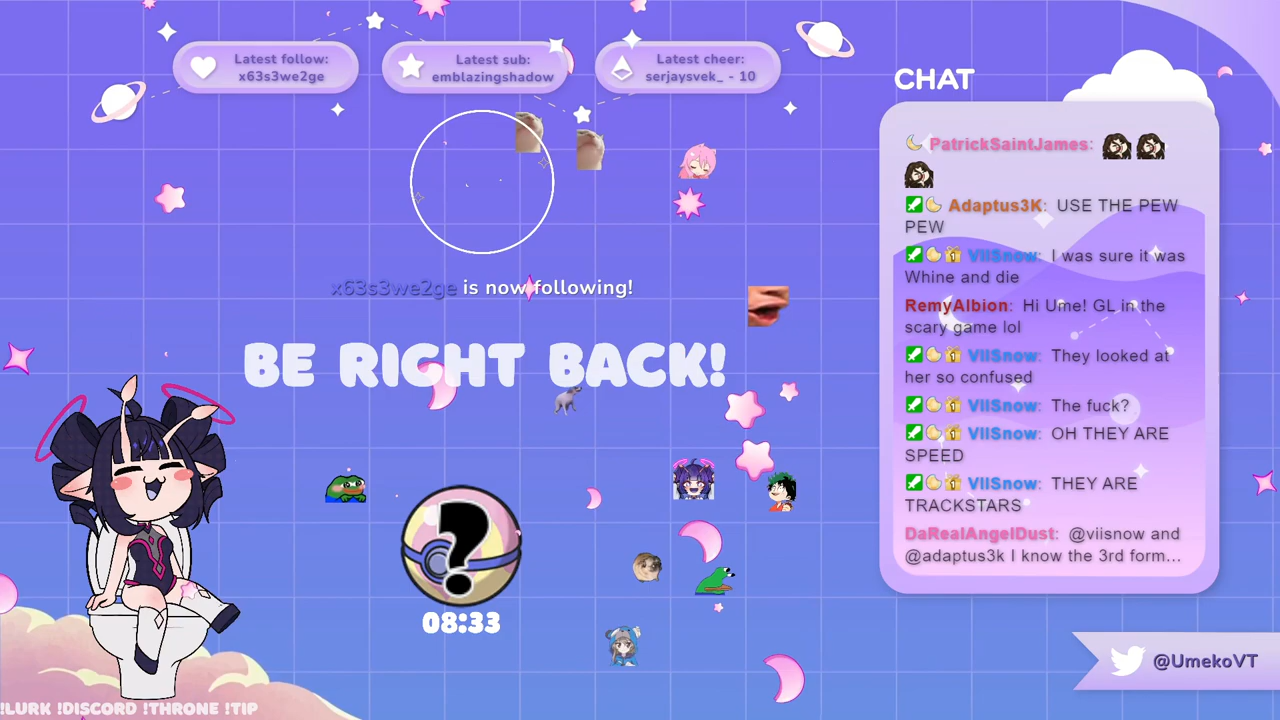 Latest follow:
x63s3we2ge
Latest sub:
emblazingshadow
Latest cheer:
serjaysvek_ - 10
x63s3we2ge is now following!
BE RIGHT BACK!
?
08:33
!LURK !DISCORD !THRONE !TIP
CHAT
PatrickSaintJames:
Adaptus3K: USE THE PEW
PEW
ViiSnow: I was sure it was
Whine and die
RemyAlbion: Hi Ume! GL in the
scary game lol
ViiSnow: They looked at
her so confused
ViiSnow: The fuck?
ViiSnow: OH THEY ARE
SPEED
ViiSnow: THEY ARE
TRACKSTARS
DaRealAngelDust: @viisnow and
@adaptus3k I know the 3rd form...
@UmekoVT